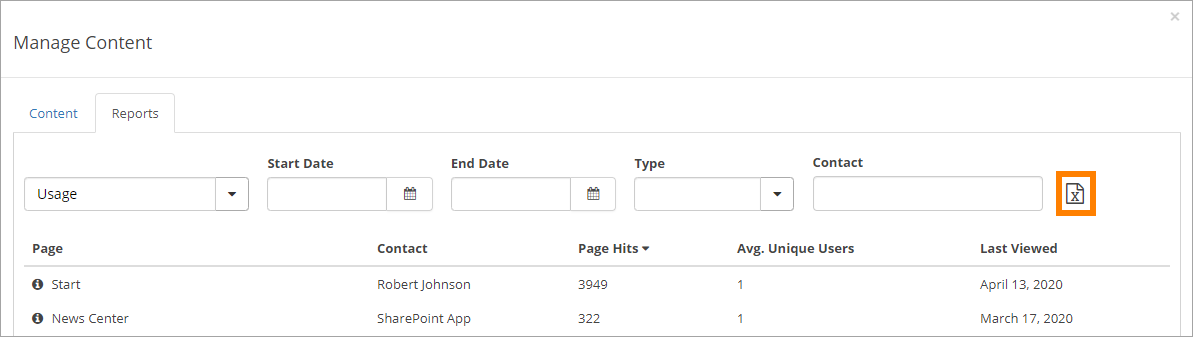 ×
Manage Content
Content Reports
Start Date End Date Type Contact
Usage X
Page Contact Page Hits Avg. Unique Users Last Viewed
Start Robert Johnson 3949 1 April 13, 2020
News Center SharePoint App 322 1 March 17, 2020